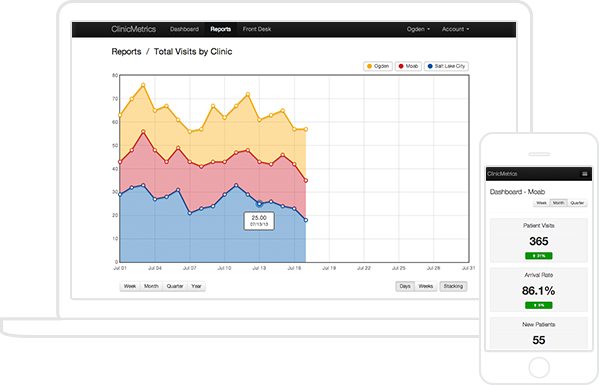 ClinicMetrics Dashboard Reports Front Desk Ogden Account
Reports / Total Visits by Clinic
Ogden Moab Salt Lake City
80
70
60
50
40
30
20
10
0
25.00
07/13/13
Jul 01 Jul 04 Jul 07 Jul 10 Jul 13 Jul 16 Jul 19 Jul 22 Jul 25 Jul 28 Jul 31
Week Month Quarter Year Days Weeks Stacking
ClinicMetrics
Dashboard - Moab
Week Month Quarter
Patient Visits
365
31%
Arrival Rate
86.1%
New Patients
55